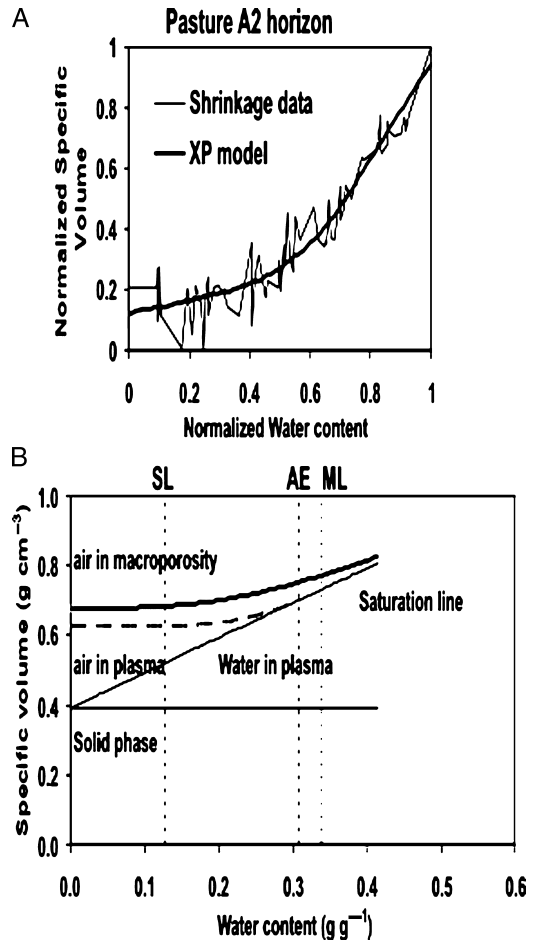 A
Pasture A2 horizon
Normalized Specific
Volume
1
0.8
0.6
0.4
0.2
0
Shrinkage data
XP model
0 0.2 0.4 0.6 0.8 1
Normalized Water content
B
SL AE ML
Specific volume (g cm⁻³)
1.0
0.8
0.6
0.4
0.2
0.0
air in macroporosity
Saturation line
air in plasma Water in plasma
Solid phase
0.0 0.1 0.2 0.3 0.4 0.5 0.6
Water content (g g⁻¹)